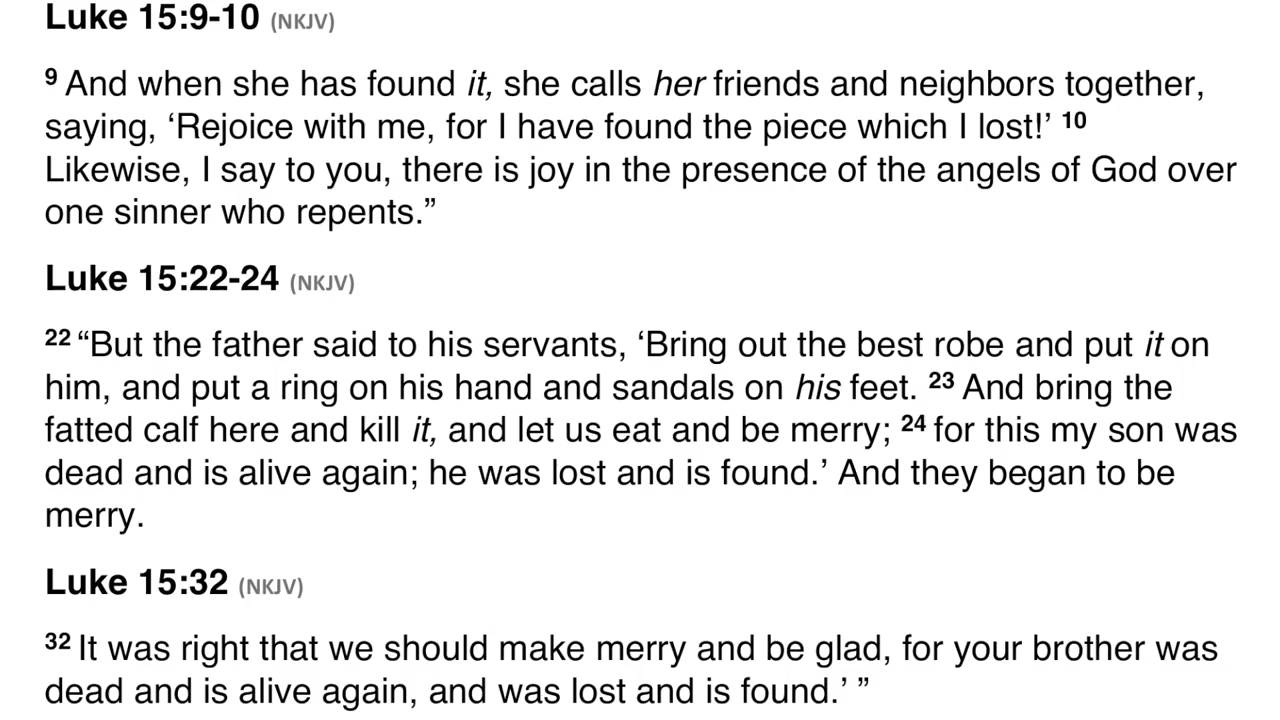 Luke 15:9-10 (NKJV)
9 And when she has found it, she calls her friends and neighbors together,
saying, ‘Rejoice with me, for I have found the piece which I lost!’ 10
Likewise, I say to you, there is joy in the presence of the angels of God over
one sinner who repents.”
Luke 15:22-24 (NKJV)
22 “But the father said to his servants, ‘Bring out the best robe and put it on
him, and put a ring on his hand and sandals on his feet. 23 And bring the
fatted calf here and kill it, and let us eat and be merry; 24 for this my son was
dead and is alive again; he was lost and is found.’ And they began to be
merry.
Luke 15:32 (NKJV)
32 It was right that we should make merry and be glad, for your brother was
dead and is alive again, and was lost and is found.’ ”